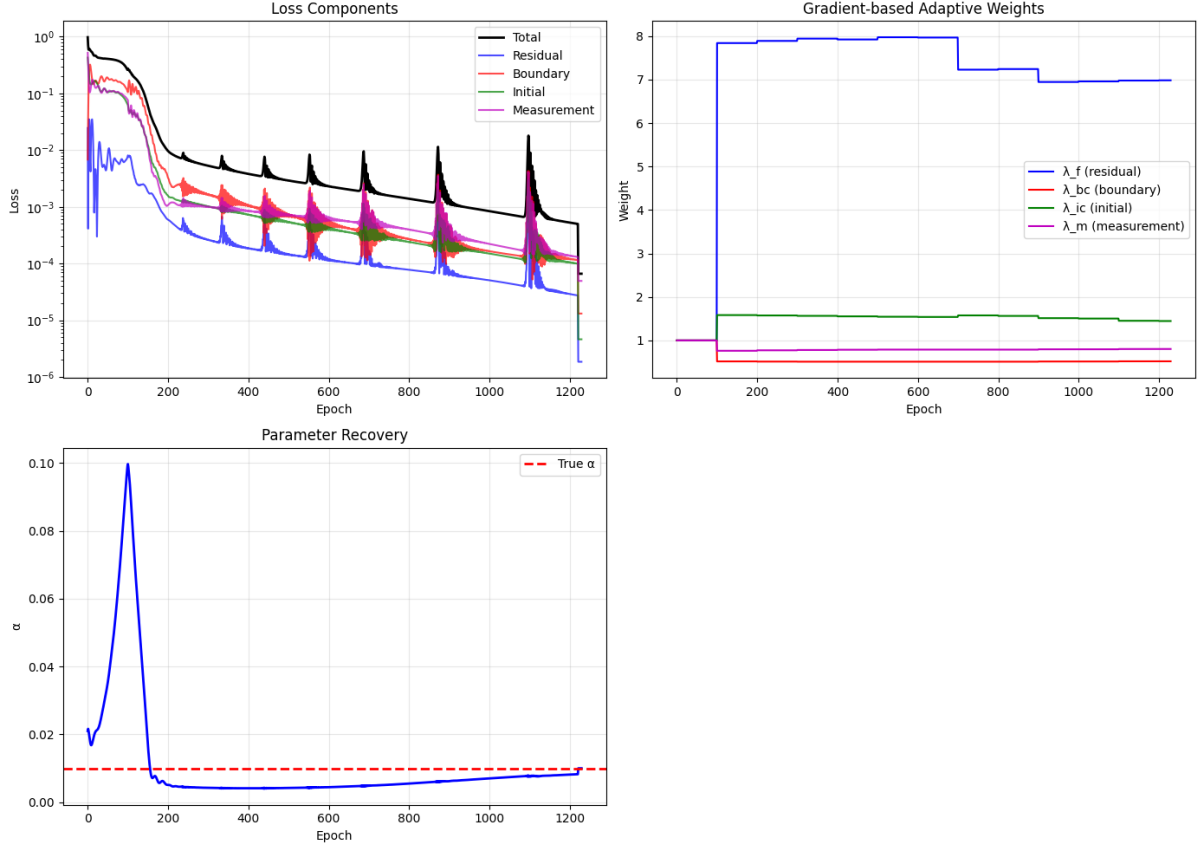 Loss Components
10⁰
10⁻¹
10⁻²
10⁻³
10⁻⁴
10⁻⁵
10⁻⁶
Loss
0 200 400 600 800 1000 1200
Epoch
Total
Residual
Boundary
Initial
Measurement
Gradient-based Adaptive Weights
8
7
6
5
4
3
2
1
Weight
0 200 400 600 800 1000 1200
Epoch
λ_f (residual)
λ_bc (boundary)
λ_ic (initial)
λ_m (measurement)
Parameter Recovery
0.10
0.08
0.06
0.04
0.02
0.00
α
0 200 400 600 800 1000 1200
Epoch
True α